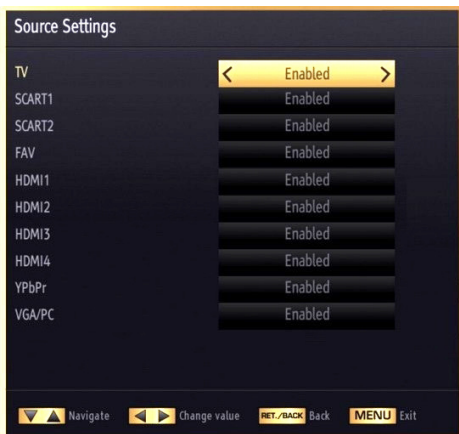 Source Settings
TV Enabled
SCART1 Enabled
SCART2 Enabled
FAV Enabled
HDMI1 Enabled
HDMI2 Enabled
HDMI3 Enabled
HDMI4 Enabled
YPbPr Enabled
VGA/PC Enabled
Navigate Change value RET./BACK Back MENU Exit